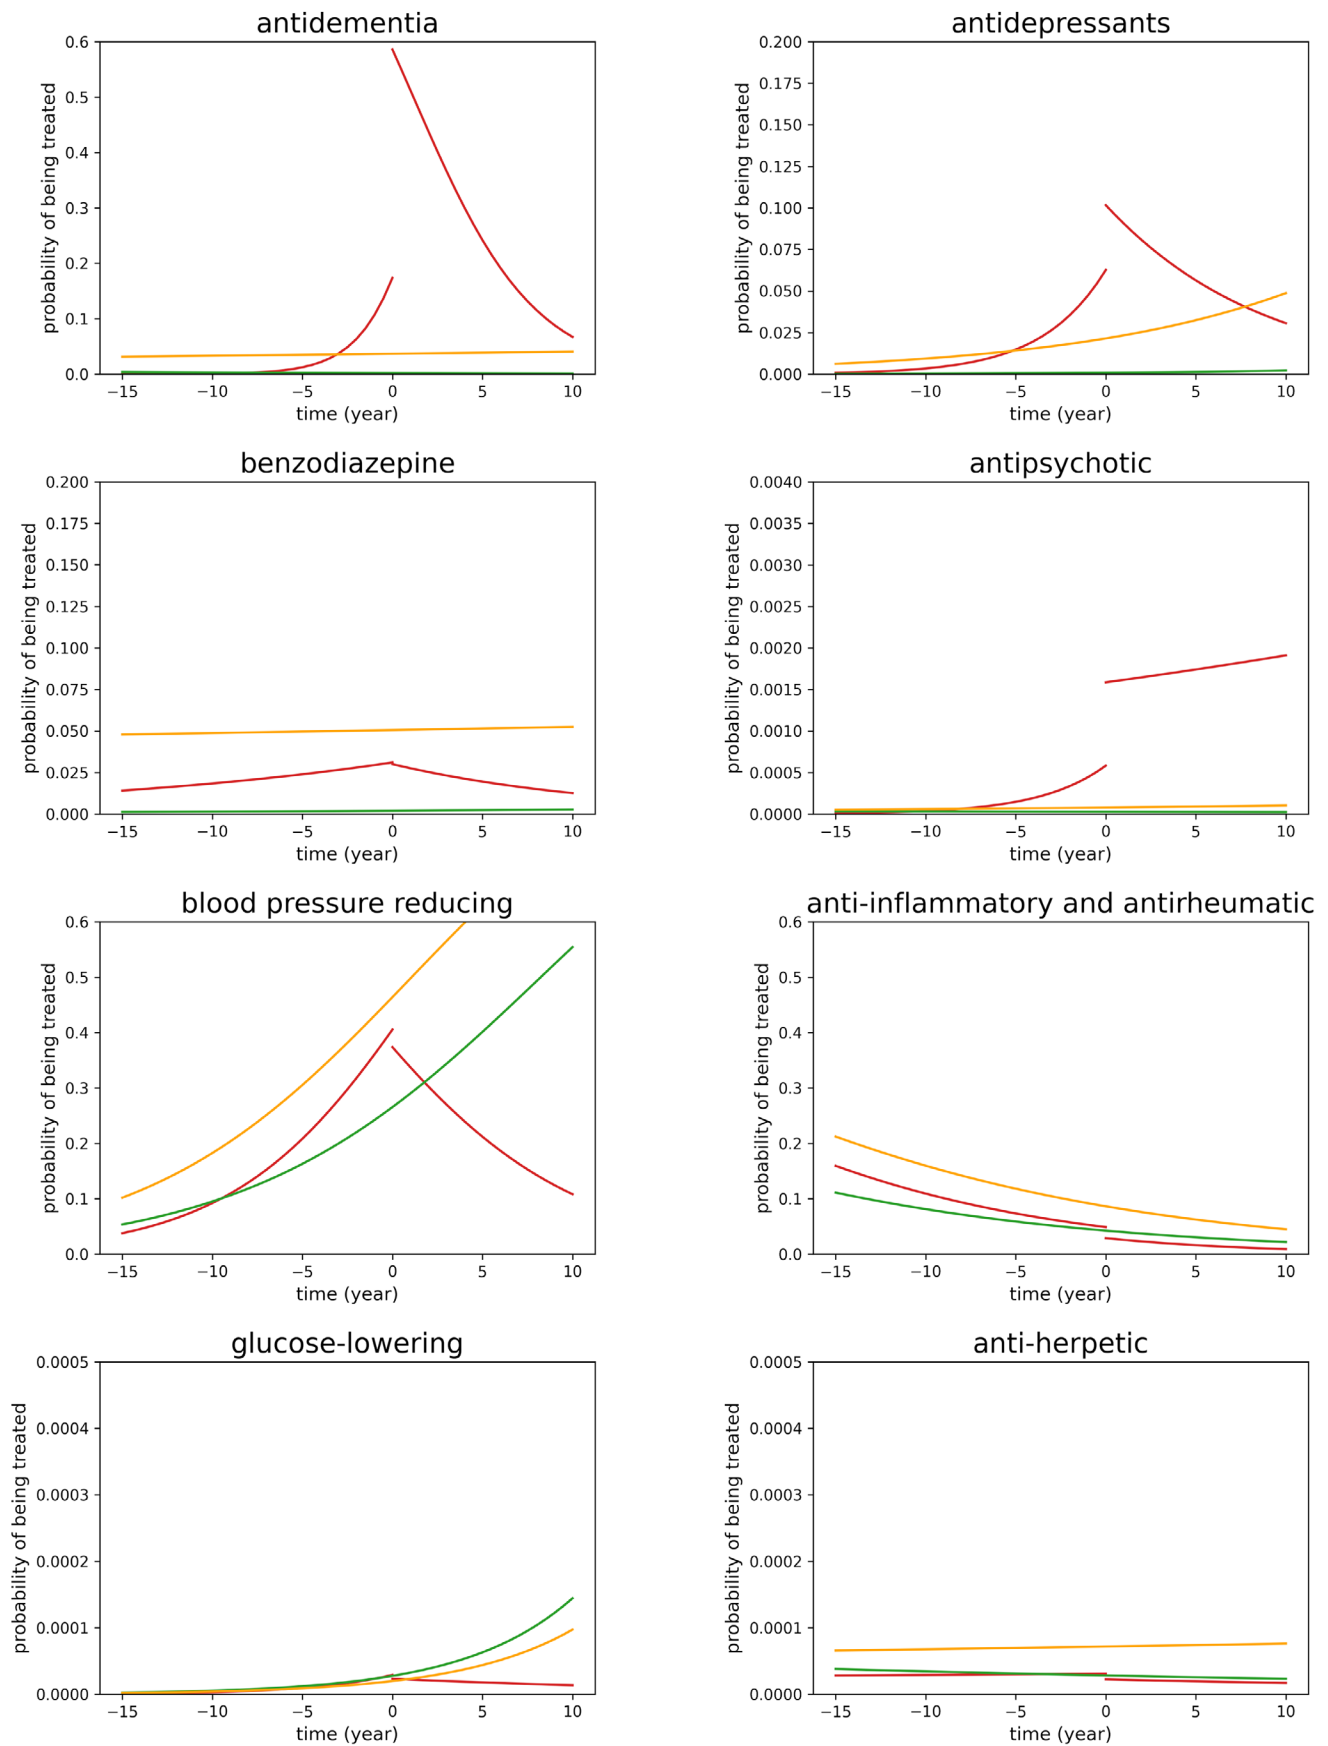 antidementia
probability of being treated
0.6
0.5
0.4
0.3
0.2
0.1
0.0
−15 −10 −5 0 5 10
time (year)
antidepressants
probability of being treated
0.200
0.175
0.150
0.125
0.100
0.075
0.050
0.025
0.000
−15 −10 −5 0 5 10
time (year)
benzodiazepine
probability of being treated
0.200
0.175
0.150
0.125
0.100
0.075
0.050
0.025
0.000
−15 −10 −5 0 5 10
time (year)
antipsychotic
probability of being treated
0.0040
0.0035
0.0030
0.0025
0.0020
0.0015
0.0010
0.0005
0.0000
−15 −10 −5 0 5 10
time (year)
blood pressure reducing
probability of being treated
0.6
0.5
0.4
0.3
0.2
0.1
0.0
−15 −10 −5 0 5 10
time (year)
anti-inflammatory and antirheumatic
probability of being treated
0.6
0.5
0.4
0.3
0.2
0.1
0.0
−15 −10 −5 0 5 10
time (year)
glucose-lowering
probability of being treated
0.0005
0.0004
0.0003
0.0002
0.0001
0.0000
−15 −10 −5 0 5 10
time (year)
anti-herpetic
probability of being treated
0.0005
0.0004
0.0003
0.0002
0.0001
0.0000
−15 −10 −5 0 5 10
time (year)